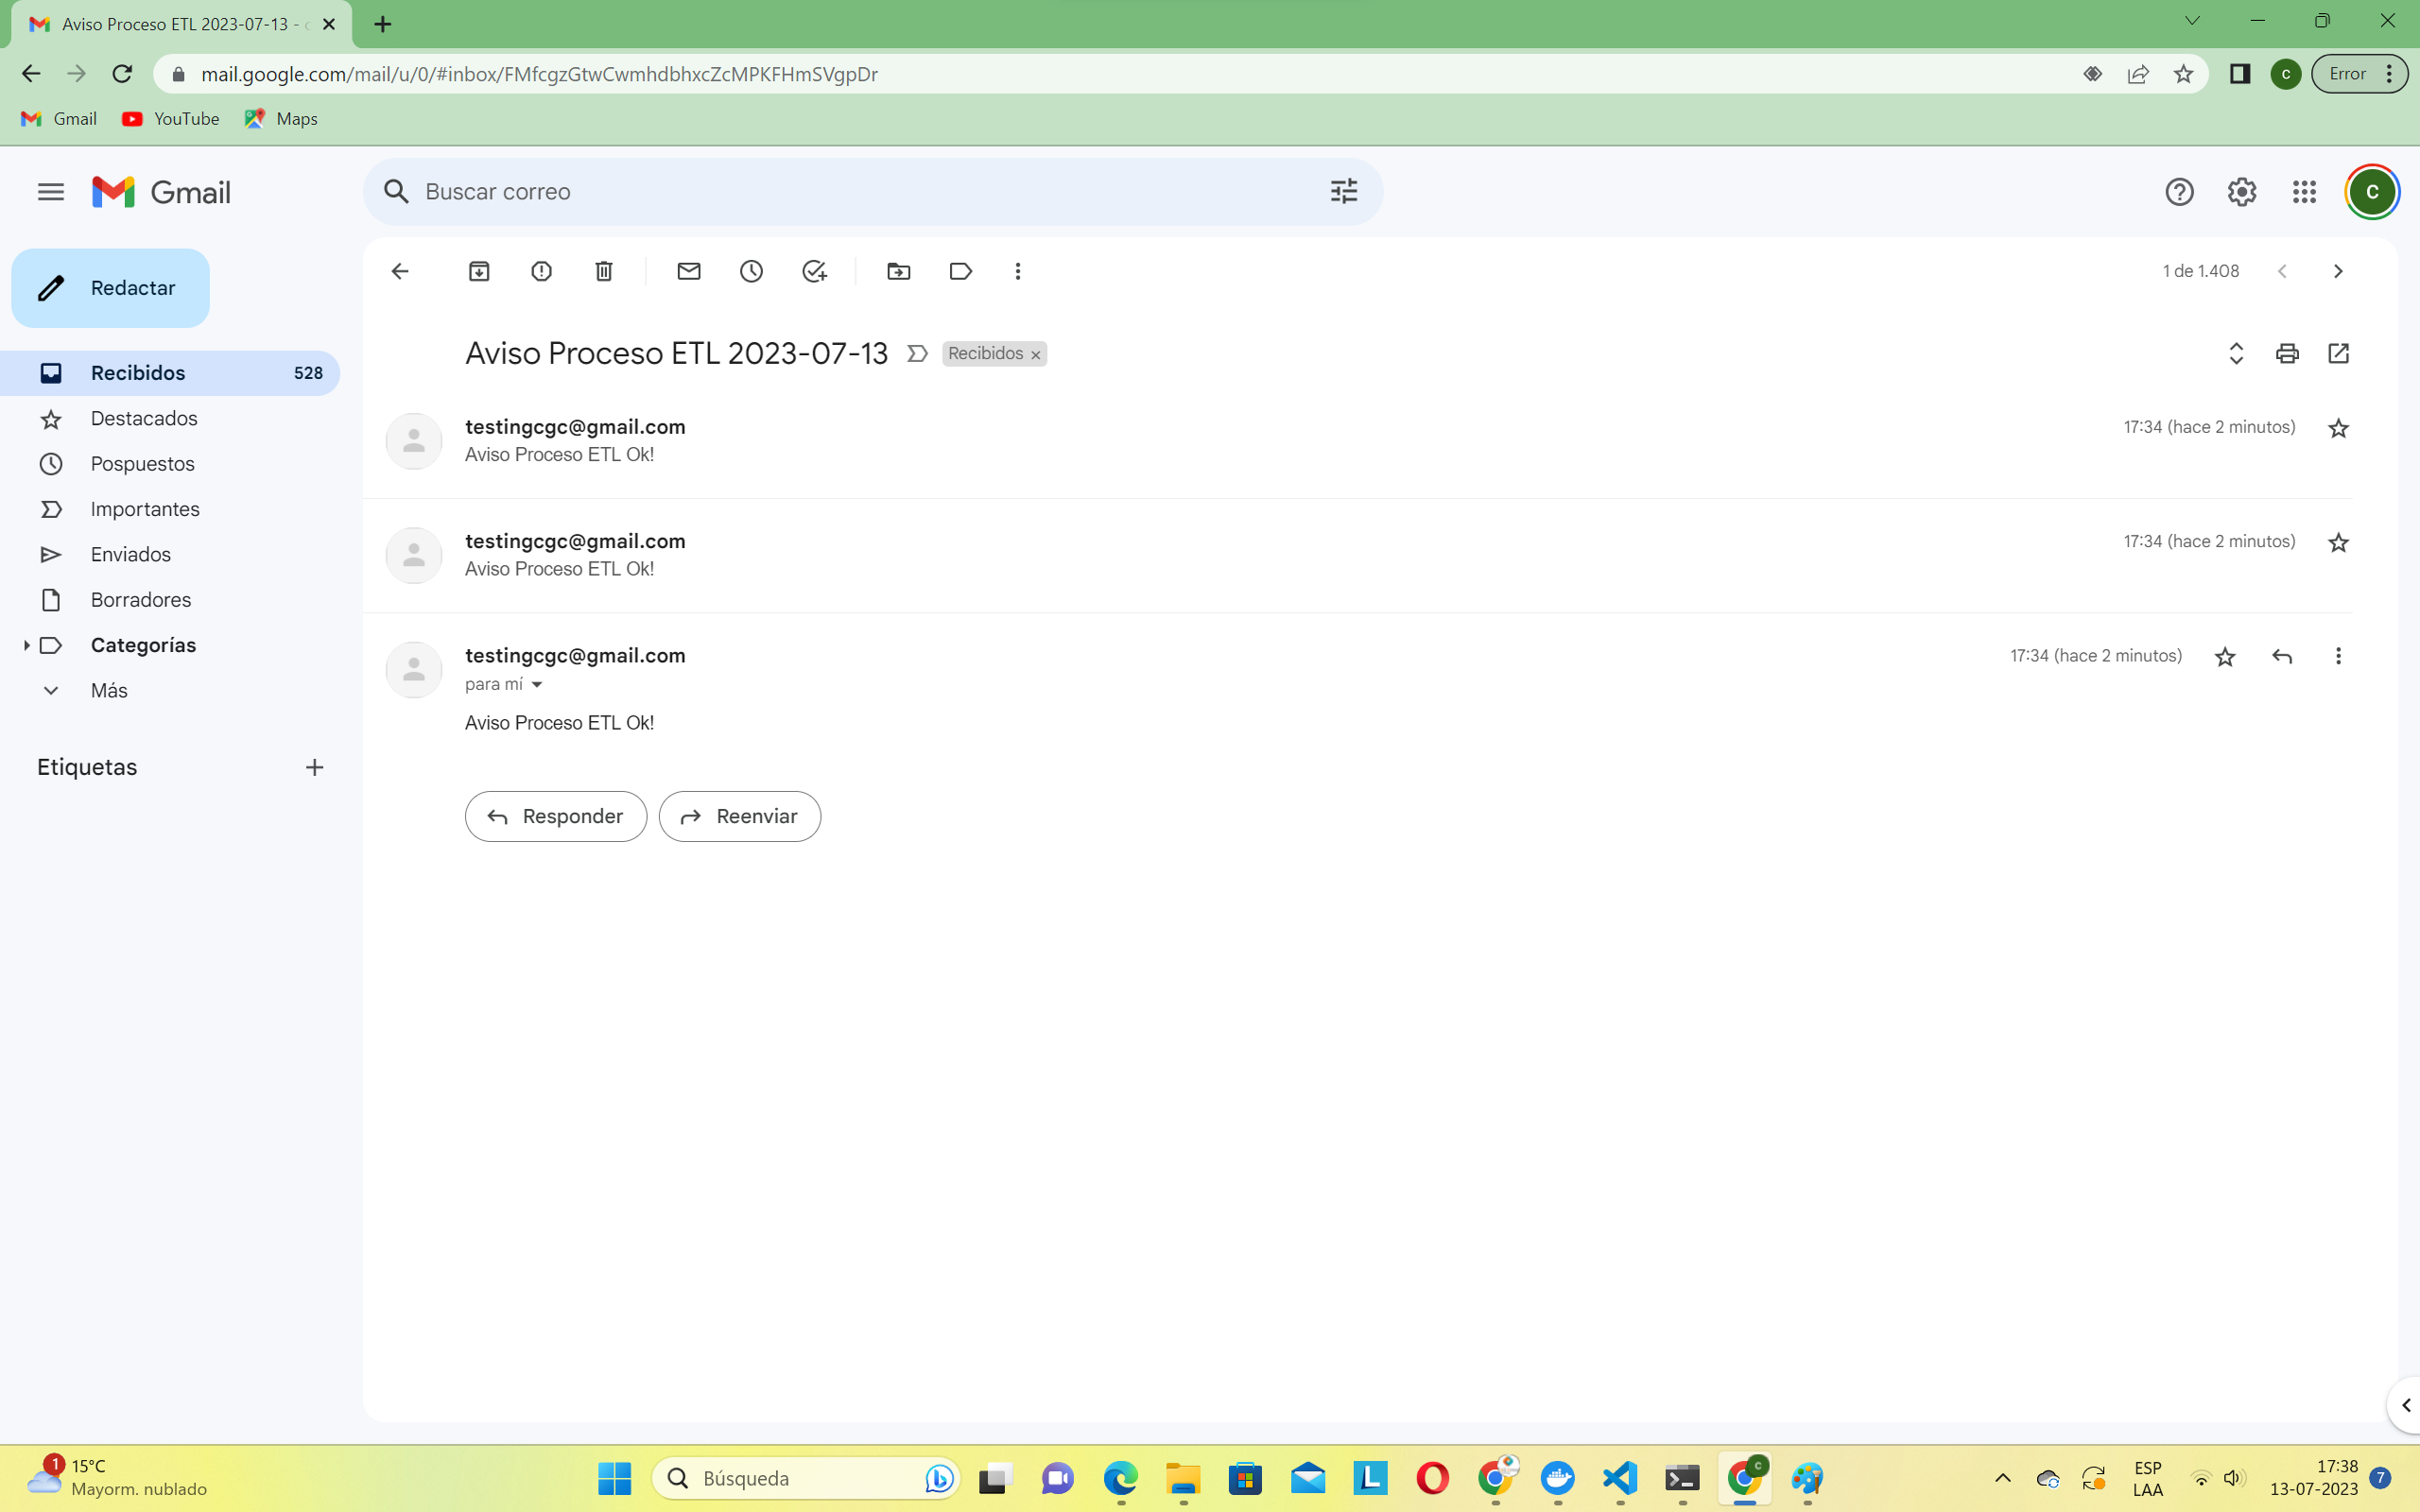 Aviso Proceso ETL 2023-07-13 - c
mail.google.com/mail/u/0/#inbox/FMfcgzGtwCwmhdbhxcZcMPKFHmSVgpDr
C
Error
Gmail
YouTube
Maps
Gmail
Buscar correo
C
Redactar
1 de 1.408
Recibidos 528
Destacados
Pospuestos
Importantes
Enviados
Borradores
Categorías
Más
Etiquetas
Aviso Proceso ETL 2023-07-13 Recibidos ×
testingcgc@gmail.com 17:34 (hace 2 minutos)
Aviso Proceso ETL Ok!
testingcgc@gmail.com 17:34 (hace 2 minutos)
Aviso Proceso ETL Ok!
testingcgc@gmail.com 17:34 (hace 2 minutos)
para mí
Aviso Proceso ETL Ok!
Responder Reenviar
1
15°C
Mayorm. nublado
Búsqueda
L
C
ESP
LAA
17:38
13-07-2023
7